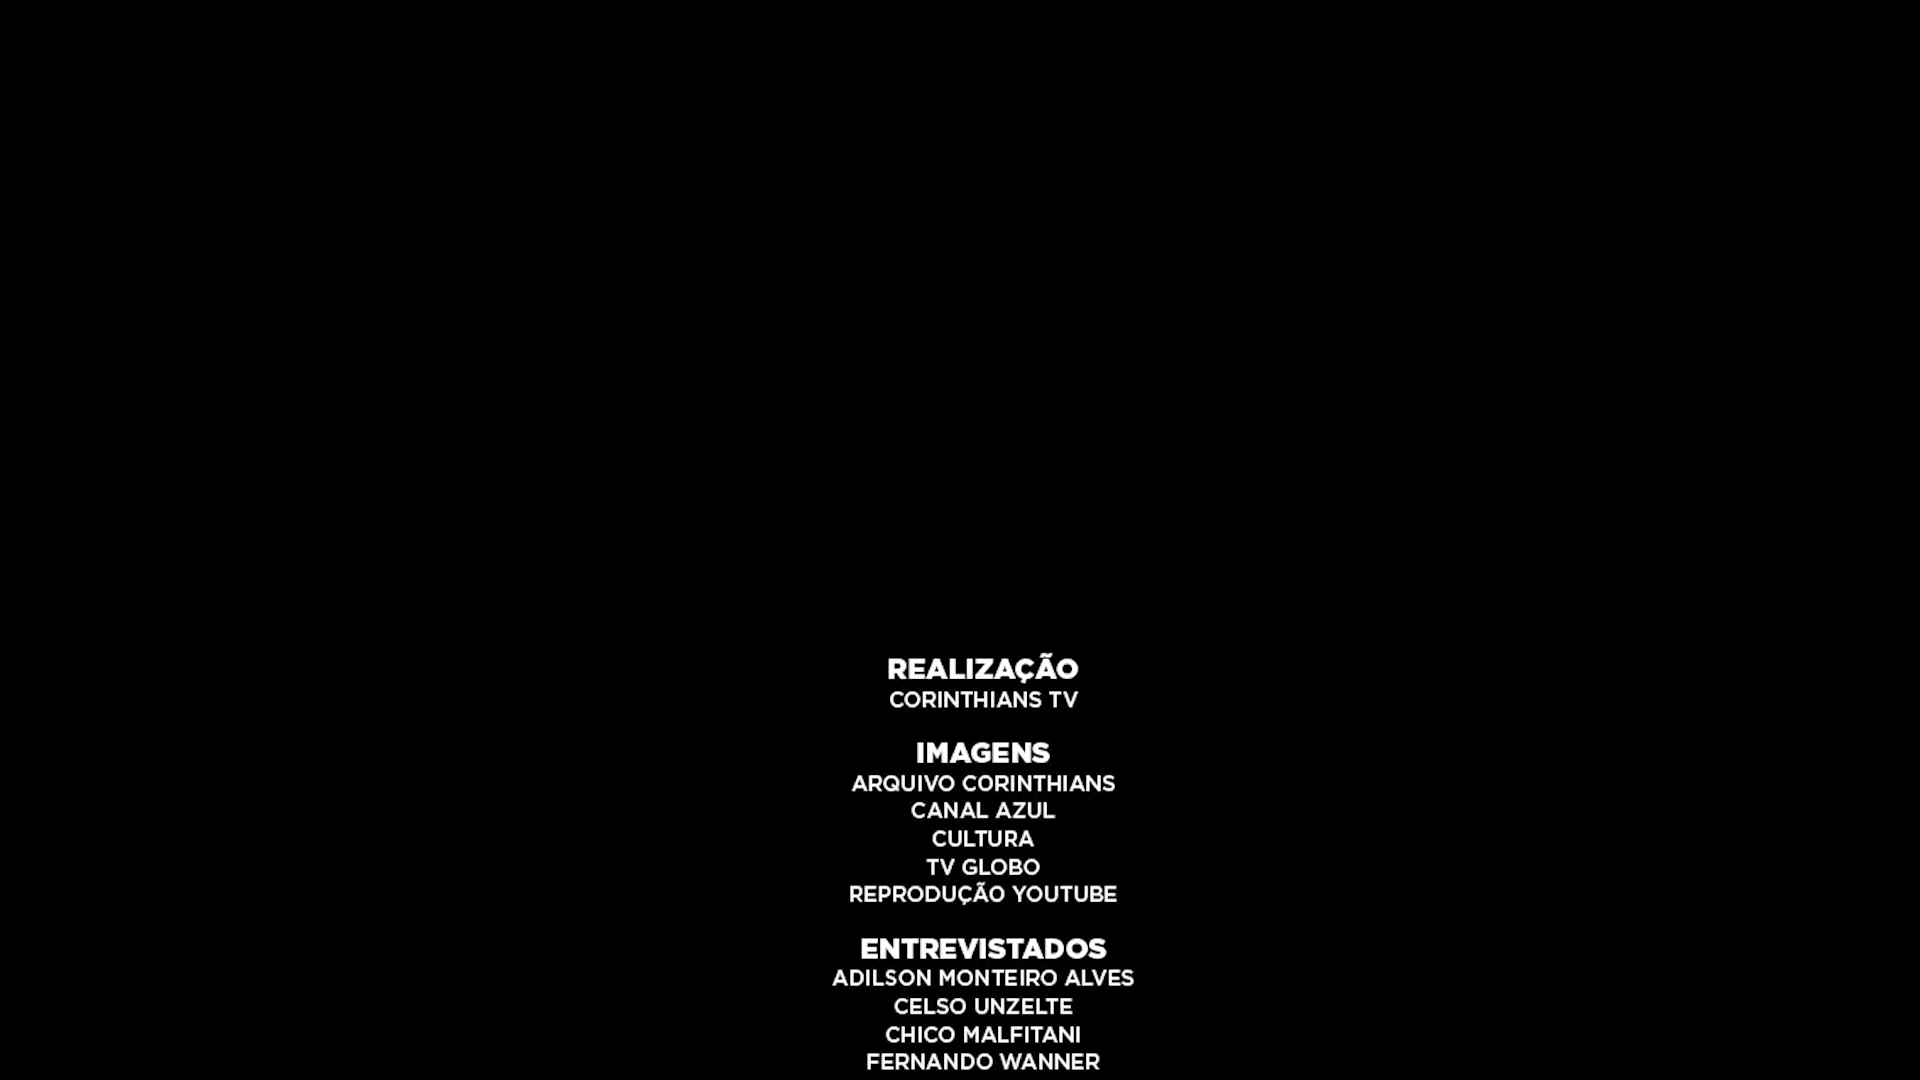 REALIZAÇÃO
CORINTHIANS TV
IMAGENS
ARQUIVO CORINTHIANS
CANAL AZUL
CULTURA
TV GLOBO
REPRODUÇÃO YOUTUBE
ENTREVISTADOS
ADILSON MONTEIRO ALVES
CELSO UNZELTE
CHICO MALFITANI
FERNANDO WANNER